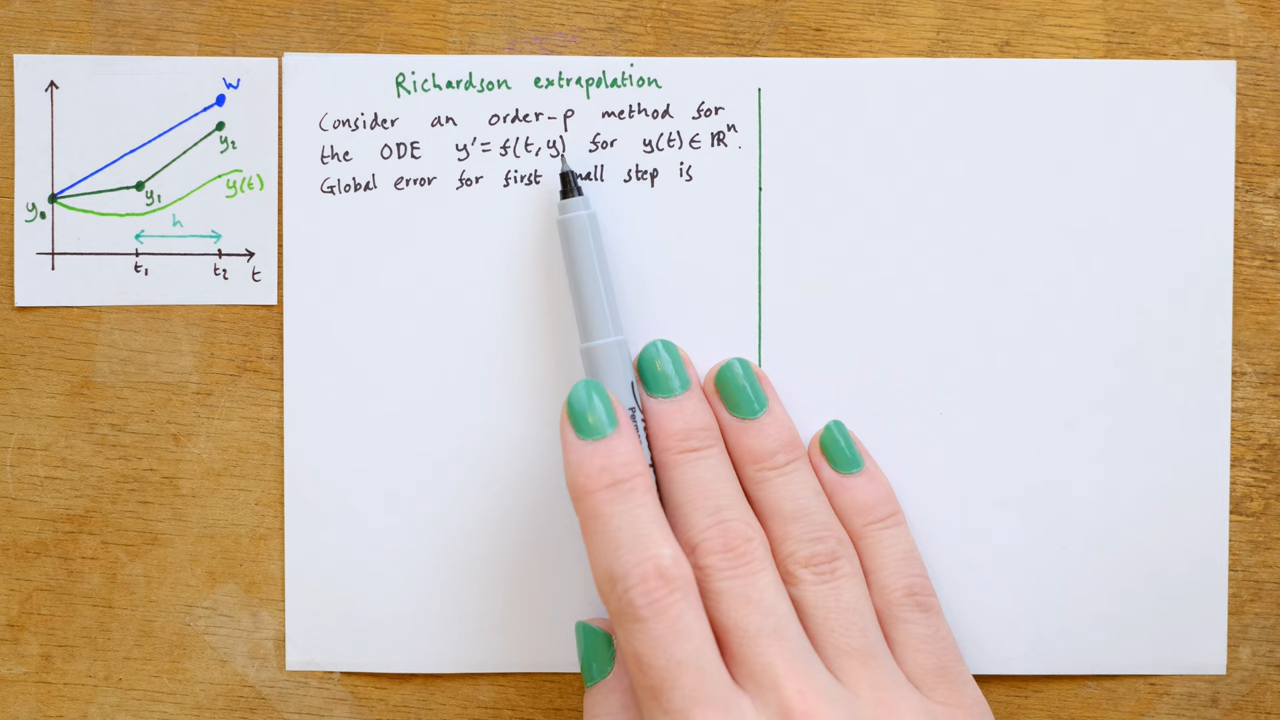 w
y₂
y₁
y(t)
y₀
h
t₁ t₂ t
Richardson extrapolation
Consider an order-p method for
the ODE y' = f(t,y) for y(t) ∈ ℝⁿ.
Global error for first step is